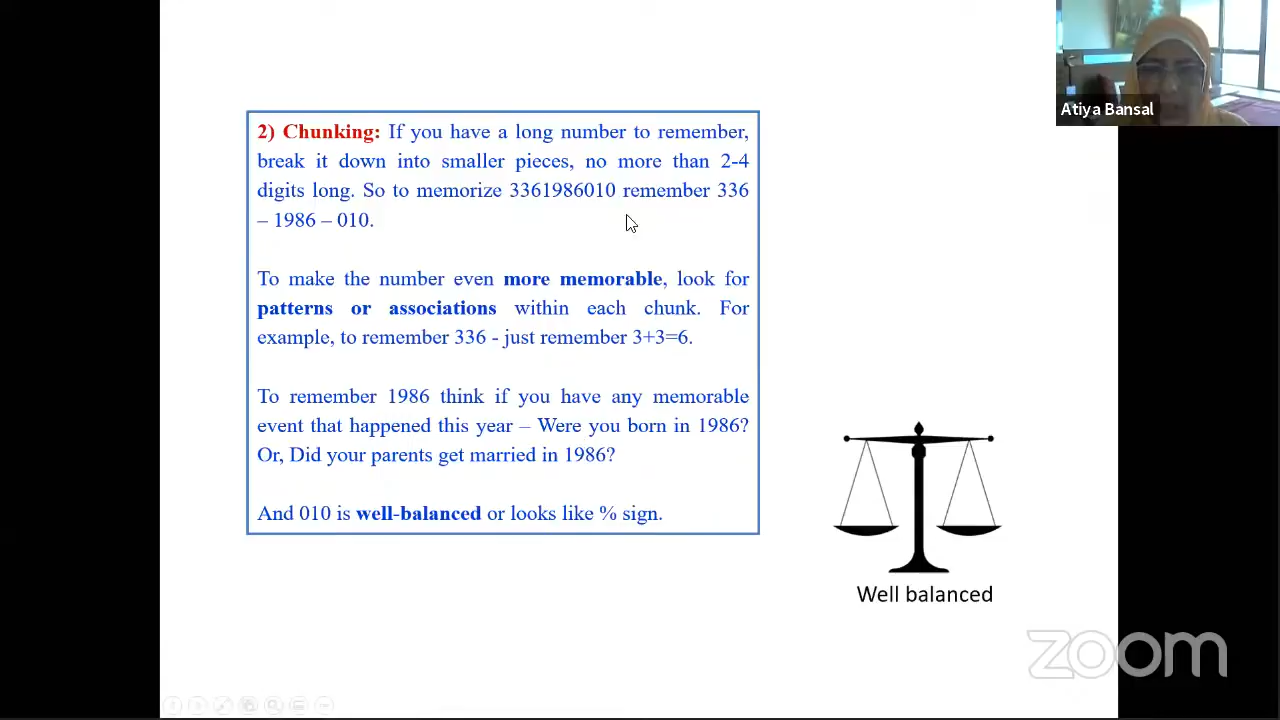 Atiya Bansal
2) Chunking: If you have a long number to remember,
break it down into smaller pieces, no more than 2-4
digits long. So to memorize 3361986010 remember 336
– 1986 – 010.
To make the number even more memorable, look for
patterns or associations within each chunk. For
example, to remember 336 - just remember 3+3=6.
To remember 1986 think if you have any memorable
event that happened this year – Were you born in 1986?
Or, Did your parents get married in 1986?
And 010 is well-balanced or looks like % sign.
Well balanced
zoom